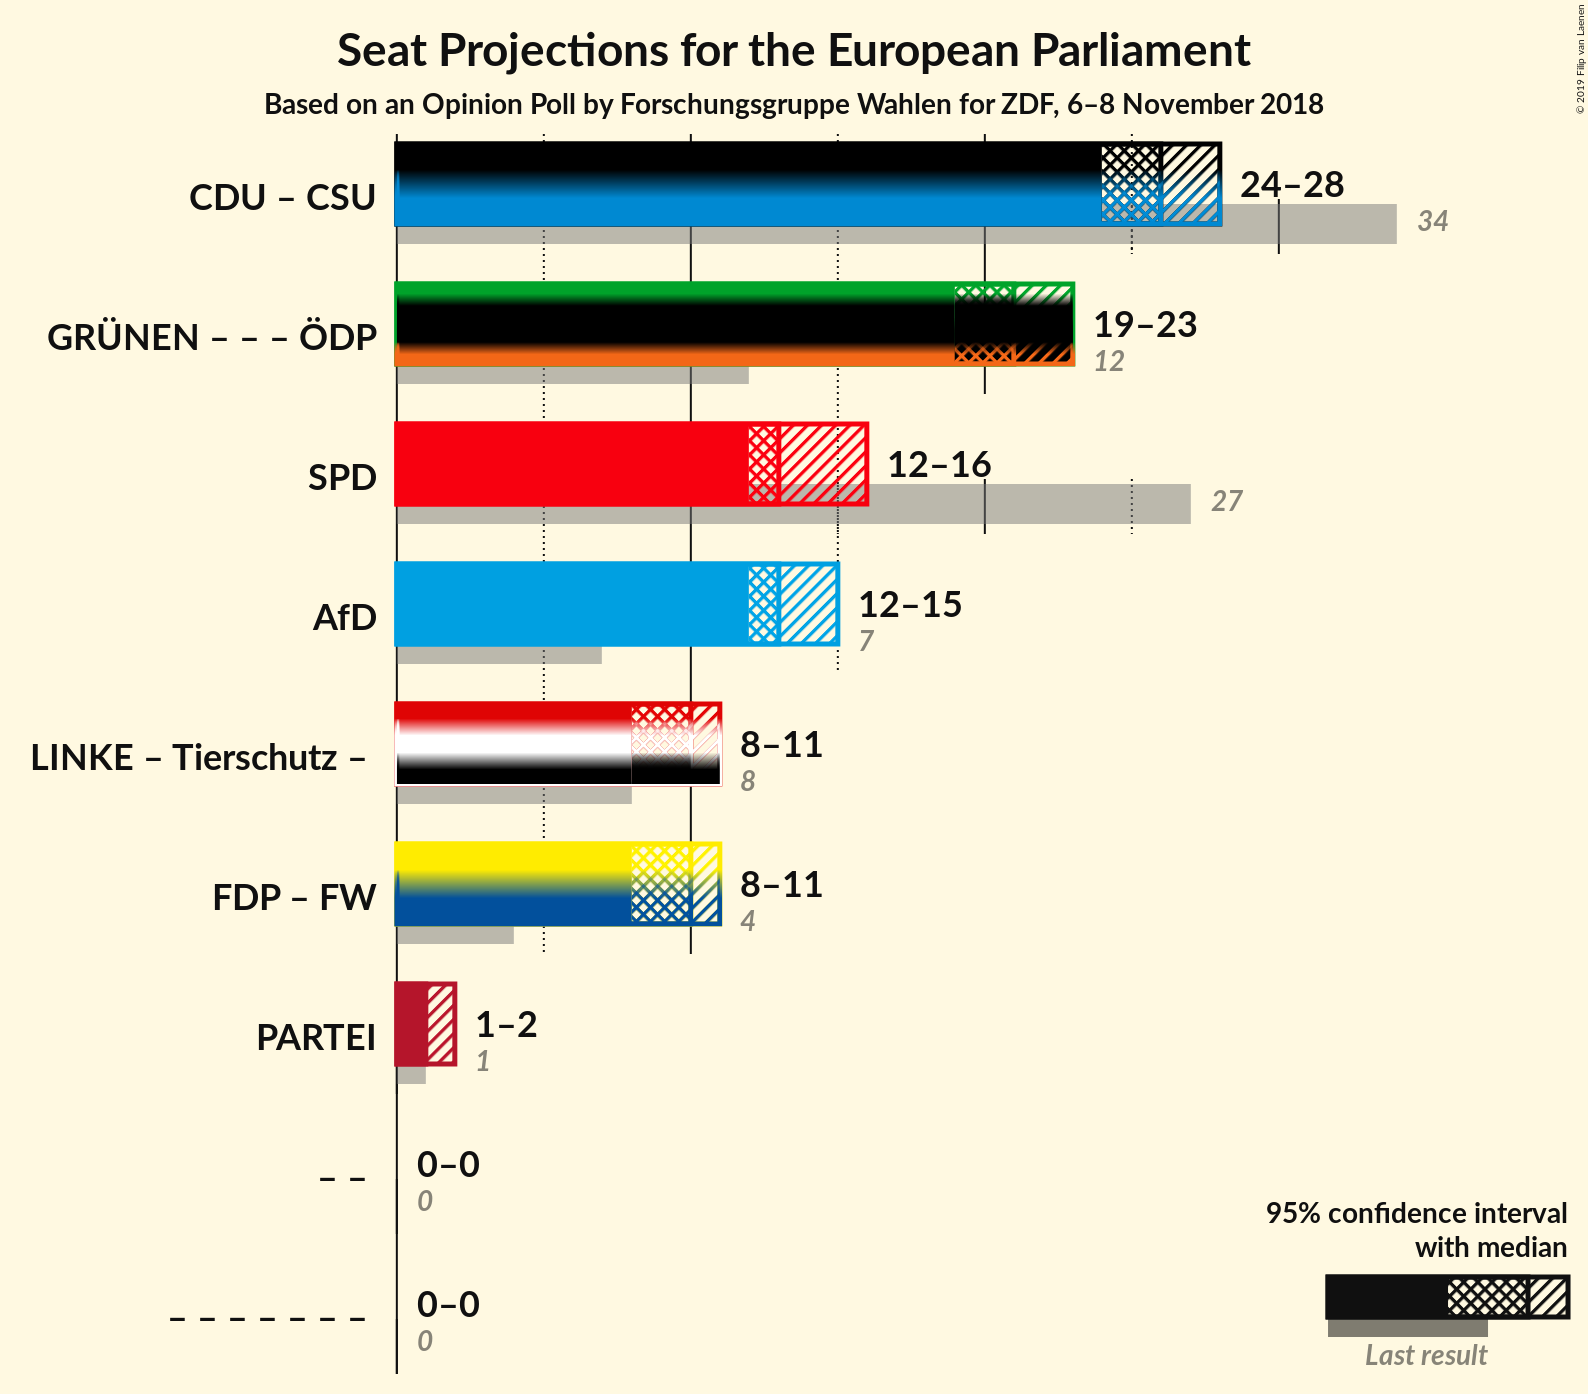 Seat Projections for the European Parliament
Based on an Opinion Poll by Forschungsgruppe Wahlen for ZDF, 6–8 November 2018
© 2019 Filip van Laenen
CDU – CSU
24–28
34
GRÜNEN – – – ÖDP
19–23
12
SPD
12–16
27
AfD
12–15
7
LINKE – Tierschutz –
8–11
8
FDP – FW
8–11
4
PARTEI
1–2
1
– –
0–0
0
– – – – – – –
0–0
0
95% confidence interval
with median
Last result